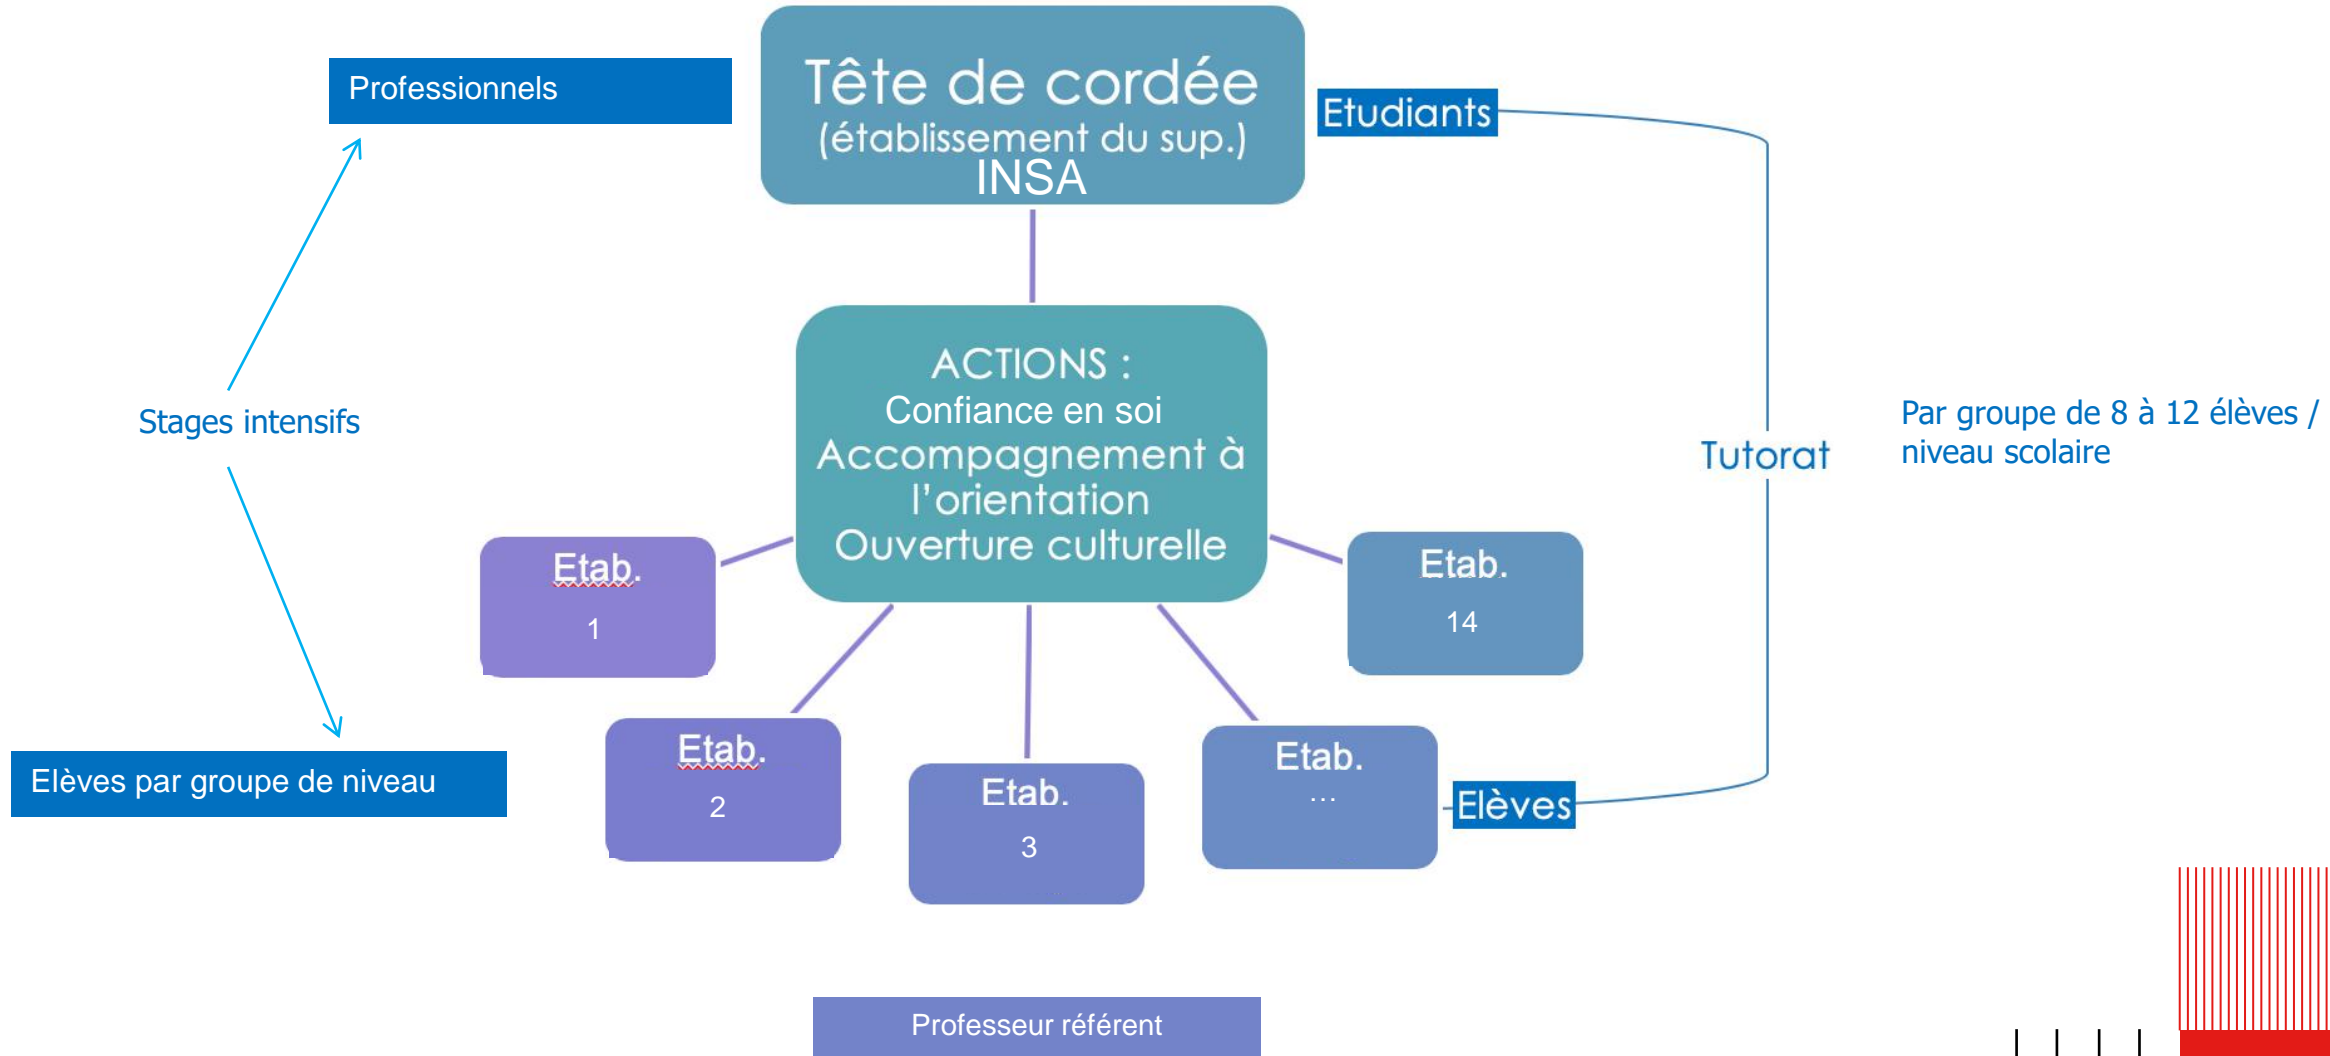 Professionnels
Tête de cordée
(établissement du sup.)
INSA
Etudiants
ACTIONS :
Confiance en soi
Accompagnement à
l'orientation
Ouverture culturelle
Stages intensifs
Tutorat
Par groupe de 8 à 12 élèves /
niveau scolaire
Etab.
1
Etab.
14
Etab.
2
Etab.
3
Etab.
...
Elèves
Elèves par groupe de niveau
Professeur référent